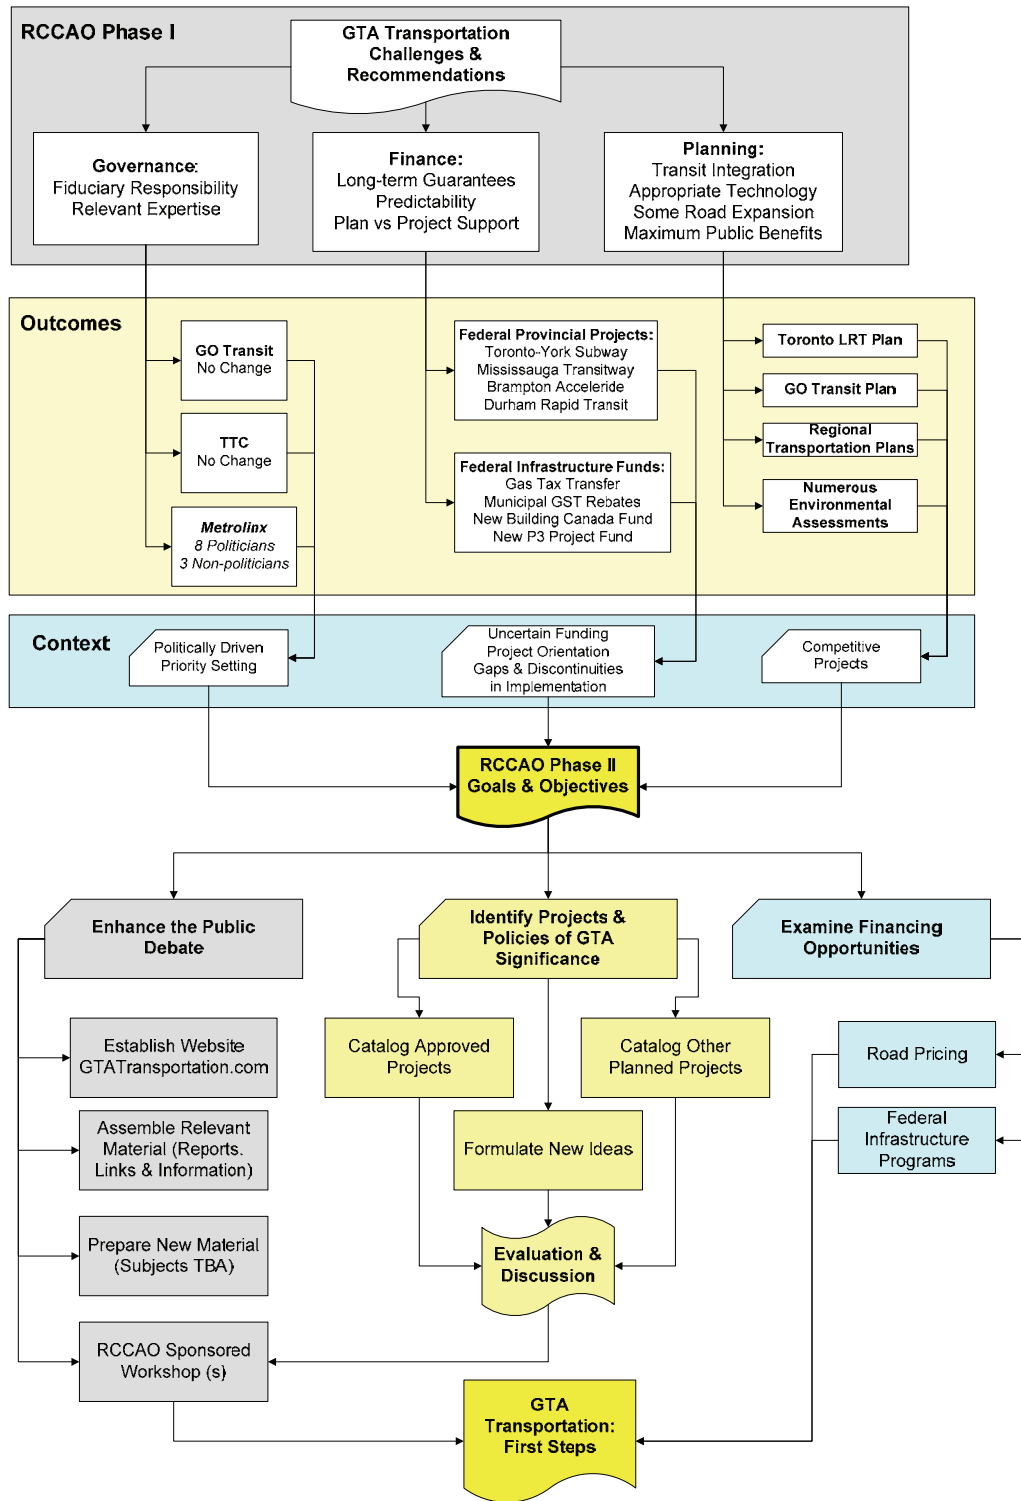 RCCAO Phase I
GTA Transportation
Challenges &
Recommendations
Governance:
Fiduciary Responsibility
Relevant Expertise
Finance:
Long-term Guarantees
Predictability
Plan vs Project Support
Planning:
Transit Integration
Appropriate Technology
Some Road Expansion
Maximum Public Benefits
Outcomes
GO Transit
No Change
TTC
No Change
Metrolinx
8 Politicians
3 Non-politicians
Federal Provincial Projects:
Toronto-York Subway
Mississauga Transitway
Brampton Acceleride
Durham Rapid Transit
Federal Infrastructure Funds:
Gas Tax Transfer
Municipal GST Rebates
New Building Canada Fund
New P3 Project Fund
Toronto LRT Plan
GO Transit Plan
Regional
Transportation Plans
Numerous
Environmental
Assessments
Context
Politically Driven
Priority Setting
Uncertain Funding
Project Orientation
Gaps & Discontinuities
in Implementation
Competitive
Projects
RCCAO Phase II
Goals & Objectives
Enhance the Public
Debate
Identify Projects &
Policies of GTA
Significance
Examine Financing
Opportunities
Establish Website
GTATransportation.com
Assemble Relevant
Material (Reports.
Links & Information)
Prepare New Material
(Subjects TBA)
RCCAO Sponsored
Workshop (s)
Catalog Approved
Projects
Catalog Other
Planned Projects
Formulate New Ideas
Evaluation &
Discussion
Road Pricing
Federal
Infrastructure
Programs
GTA
Transportation:
First Steps